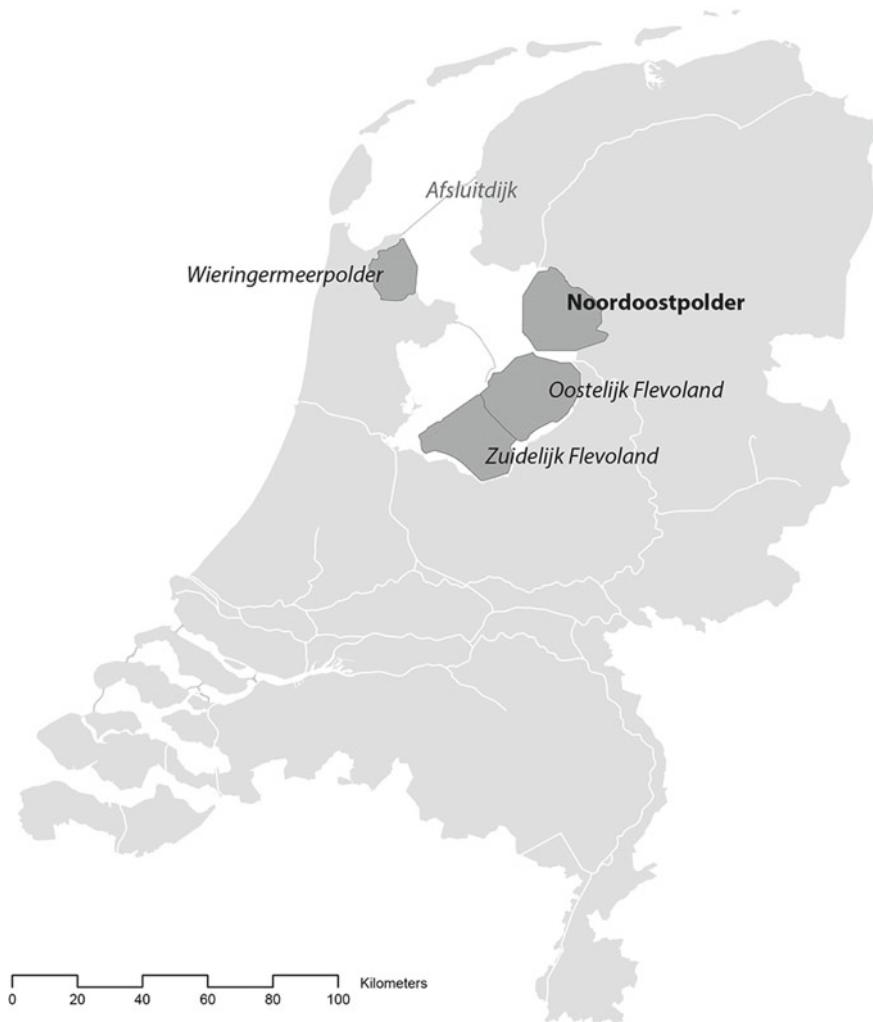 Afsluitdijk
Wieringermeerpolder
Noordoostpolder
Oostelijk Flevoland
Zuidelijk Flevoland
Kilometers
0 20 40 60 80 100